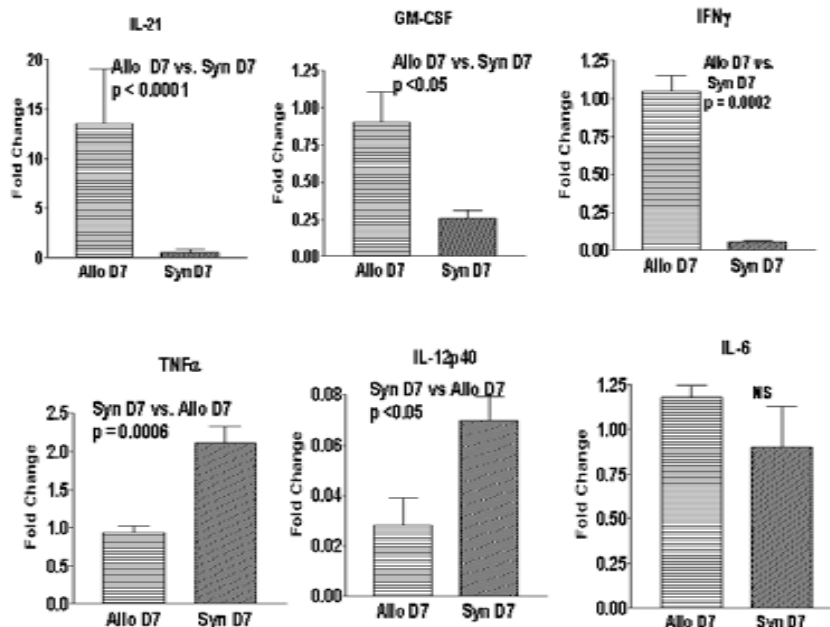 IL-21
20
15
10
5
0
Fold Change
Allo D7 vs. Syn D7
p < 0.0001
Allo D7
Syn D7
GM-CSF
1.25
1.00
0.75
0.50
0.25
0.00
Fold Change
Allo D7 vs. Syn D7
p <0.05
Allo D7
Syn D7
IFNγ
1.25
1.00
0.75
0.50
0.25
0.00
Fold Change
Allo D7 vs.
Syn D7
p = 0.0002
Allo D7
Syn D7
TNFα
2.5
2.0
1.5
1.0
0.5
0.0
Fold Change
Syn D7 vs. Allo D7
p = 0.0006
Allo D7
Syn D7
IL-12p40
0.08
0.06
0.04
0.02
0.00
Fold Change
Syn D7 vs Allo D7
p <0.05
Allo D7
Syn D7
IL-6
1.25
1.00
0.75
0.50
0.25
0.00
Fold Change
NS
Allo D7
Syn D7